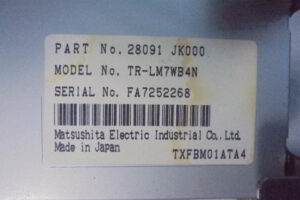 PART No. 28091 JK000
MODEL No. TR-LM7WB4N
SERIAL No. FA7252268
Matsushita Electric Industrial Co., Ltd.
Made in Japan
TXFBM01ATA4